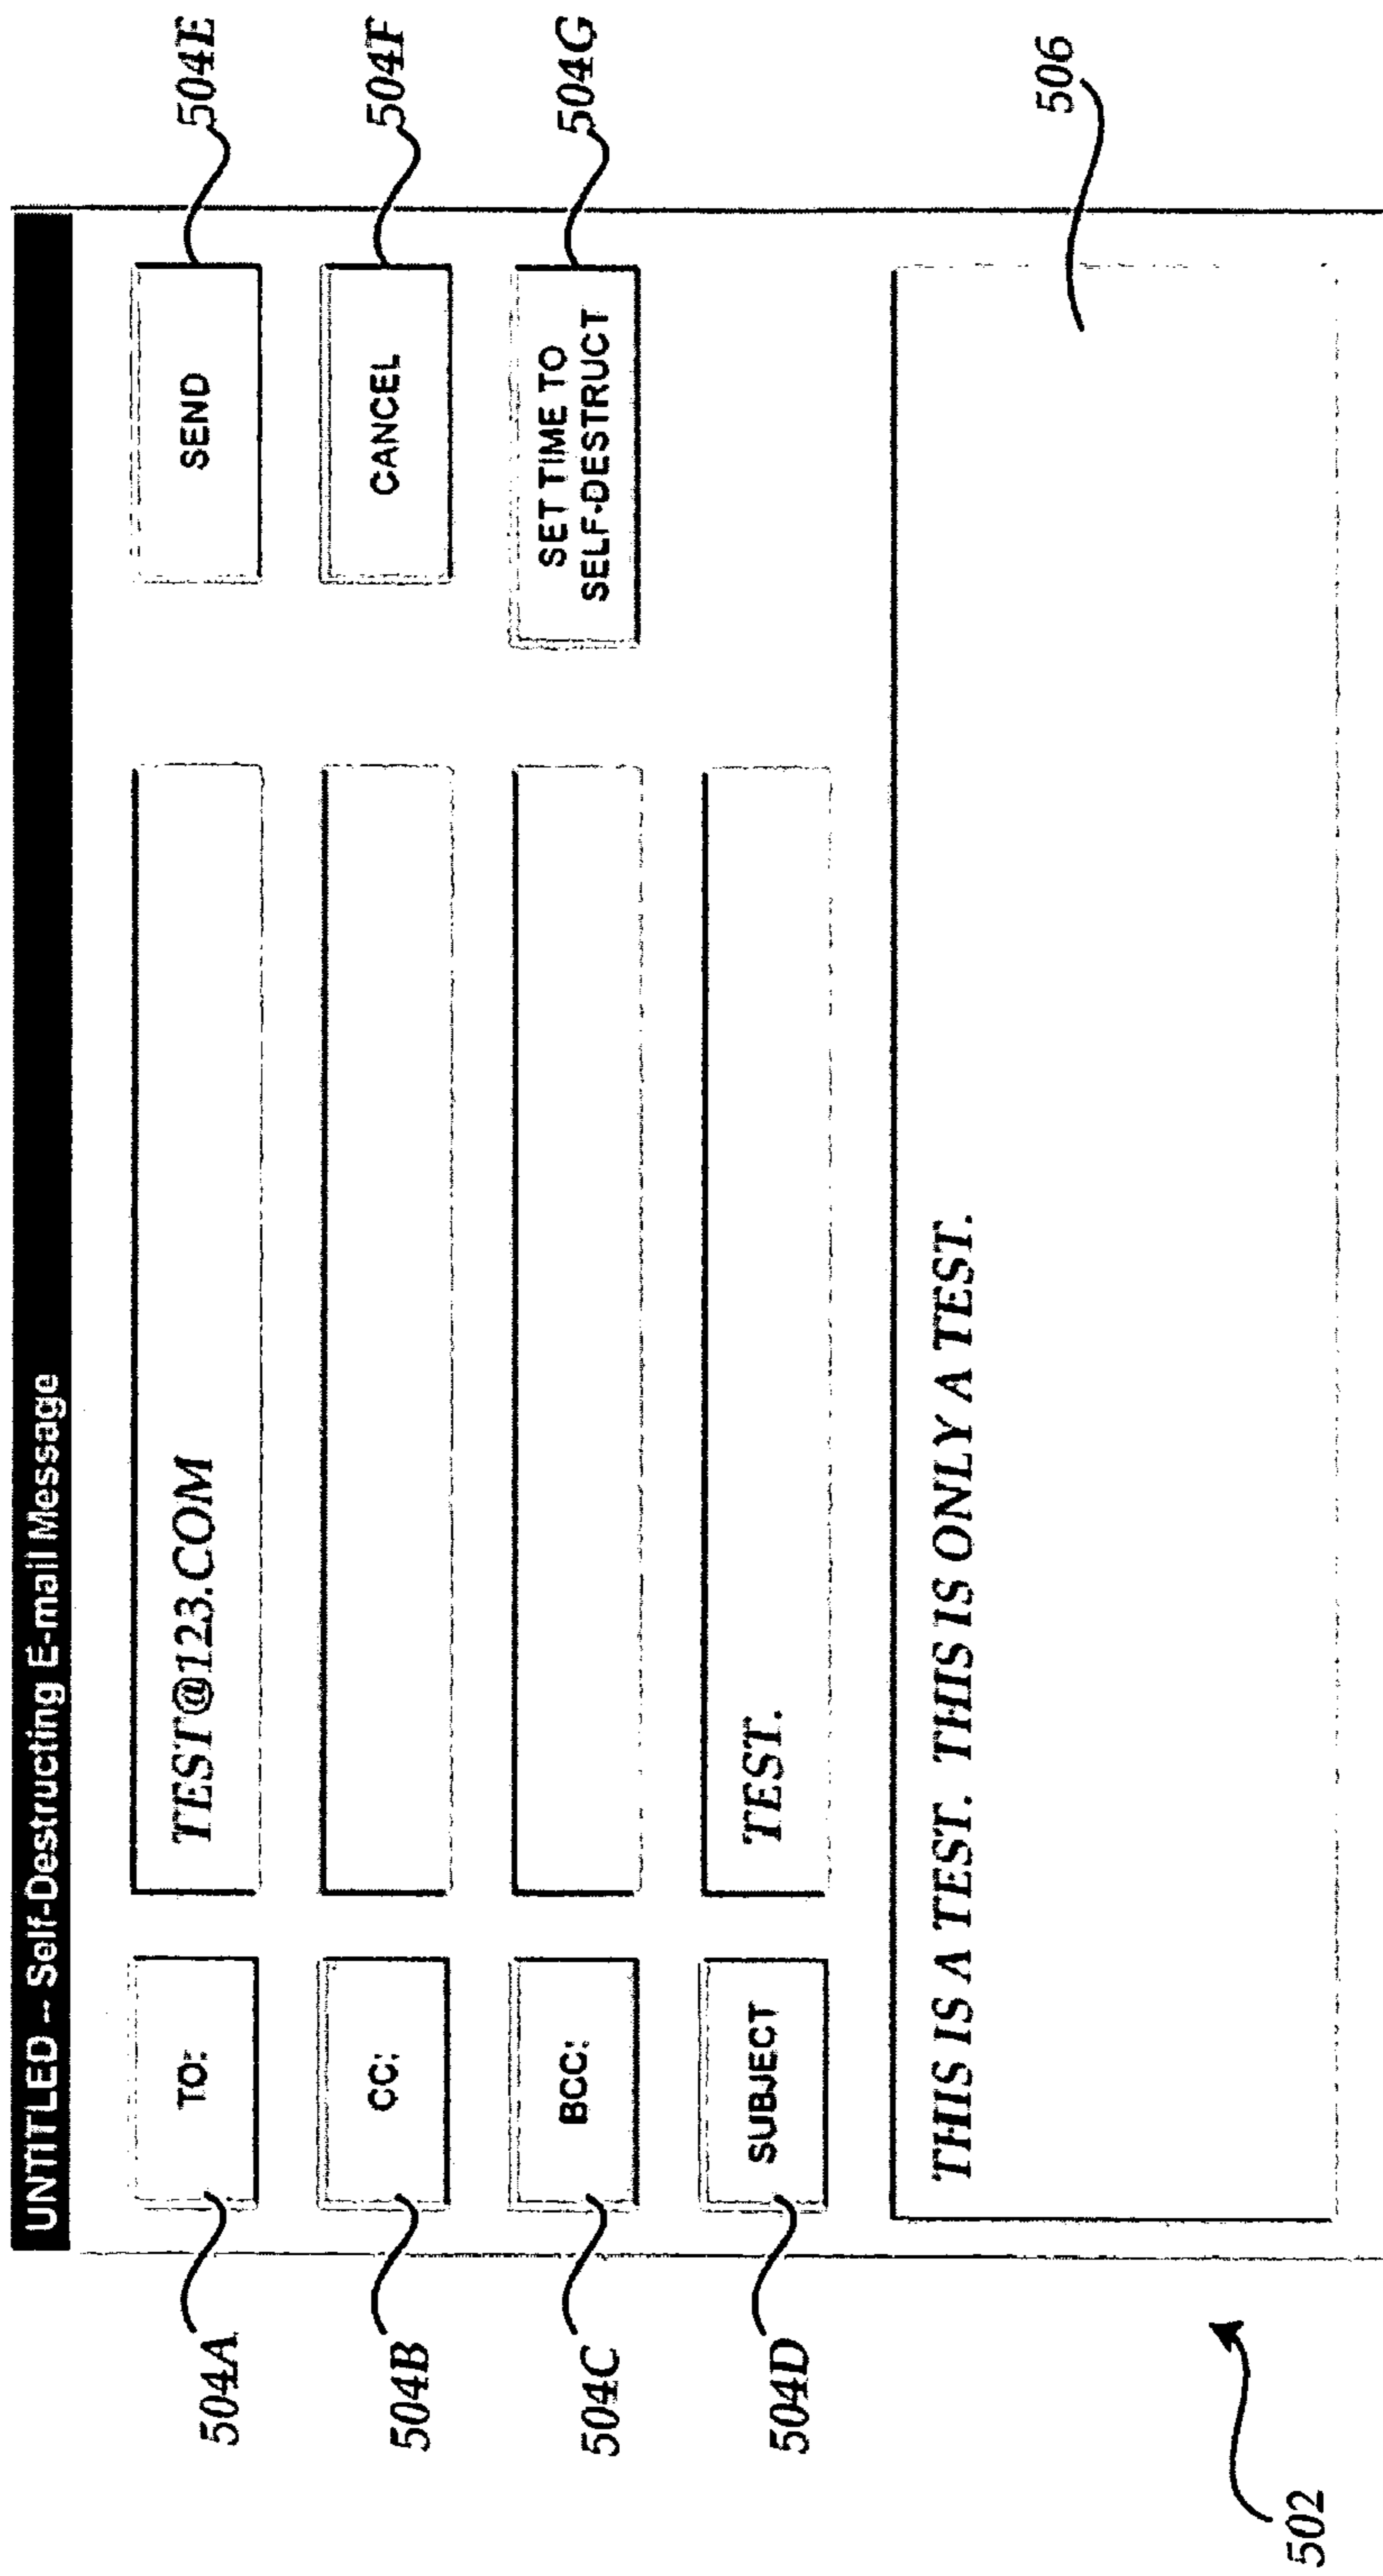 UNTITLED -- Self-Destructing E-mail Message
504A
TO:
TEST@123.COM
SEND
504E
504B
CC:
CANCEL
504F
504C
BCC:
SET TIME TO
SELF-DESTRUCT
504G
504D
SUBJECT
TEST.
THIS IS A TEST. THIS IS ONLY A TEST.
506
502